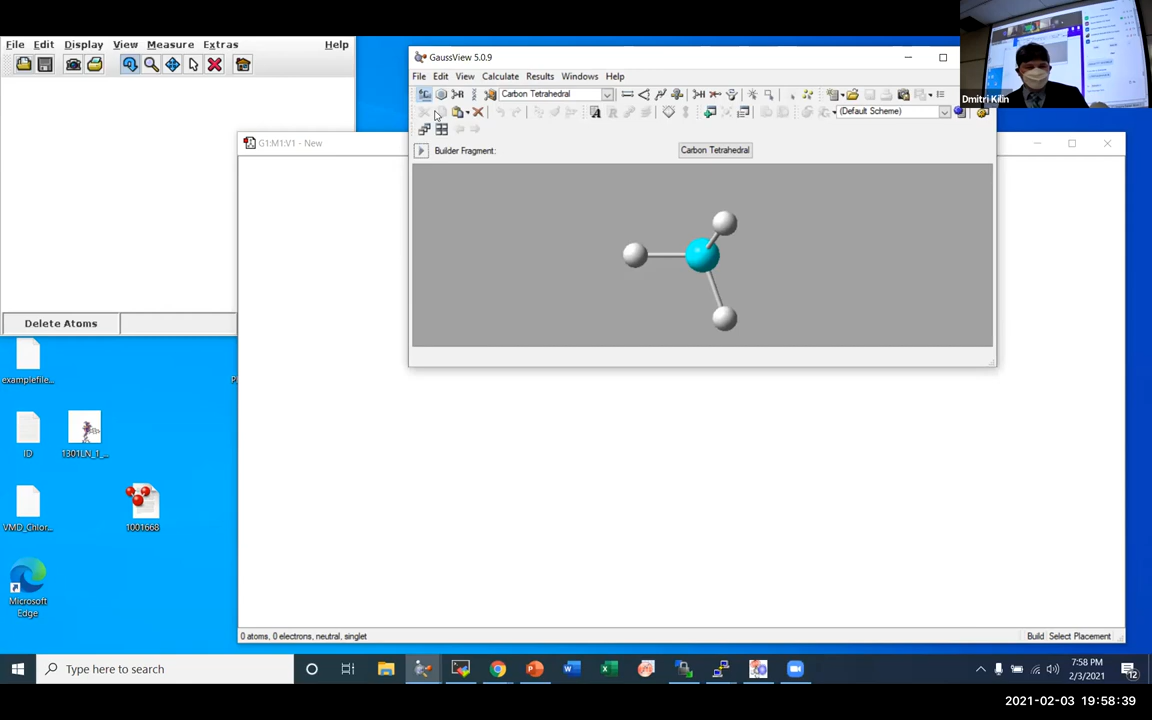 File Edit Display View Measure Extras Help
Delete Atoms
GaussView 5.0.9
File Edit View Calculate Results Windows Help
Carbon Tetrahedral
(Default Scheme)
Builder Fragment: Carbon Tetrahedral
G1:M1:V1 - New
0 atoms, 0 electrons, neutral, singlet
Build Select Placement
Dmitri Kilin
examplefile...
ID
1301LN_1_...
VMD_Chlor...
1001668
Microsoft
Edge
Type here to search
7:58 PM
2/3/2021
12
2021-02-03 19:58:39